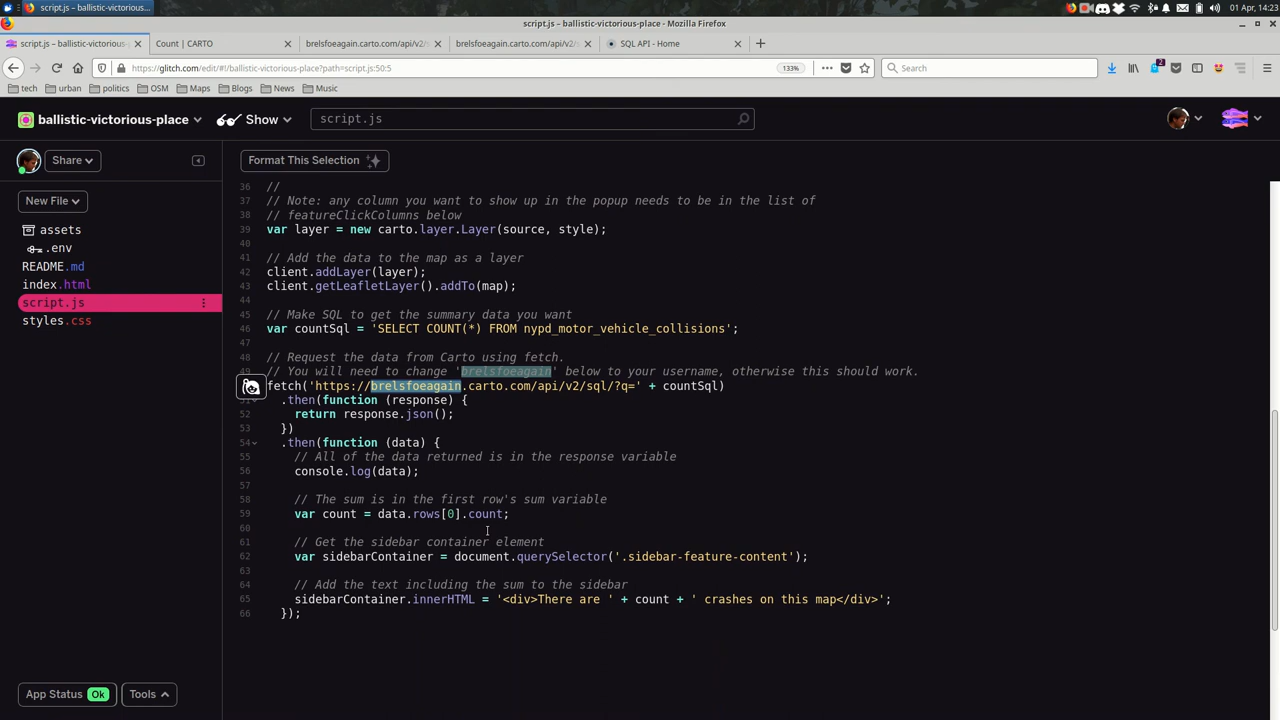 script.js – ballistic-victorious...
01 Apr, 14:23
script.js – ballistic-victorious-place - Mozilla Firefox
script.js – ballistic-victorious-
Count | CARTO
brelsfoeagain.carto.com/api/v2/s
brelsfoeagain.carto.com/api/v2/s
SQL API - Home
https://glitch.com/edit/#!/ballistic-victorious-place?path=script.js:50:5
133%
Search
2
tech
urban
politics
OSM
Maps
Blogs
News
Music
ballistic-victorious-place
Show
script.js
Share
Format This Selection
New File
assets
.env
README.md
index.html
script.js
styles.css
36 //
37 // Note: any column you want to show up in the popup needs to be in the list of
38 // featureClickColumns below
39 var layer = new carto.layer.Layer(source, style);
40
41 // Add the data to the map as a layer
42 client.addLayer(layer);
43 client.getLeafletLayer().addTo(map);
44
45 // Make SQL to get the summary data you want
46 var countSql = 'SELECT COUNT(*) FROM nypd_motor_vehicle_collisions';
47
48 // Request the data from Carto using fetch.
49 // You will need to change 'brelsfoeagain' below to your username, otherwise this should work.
fetch('https://brelsfoeagain.carto.com/api/v2/sql/?q=' + countSql)
51 .then(function (response) {
52 return response.json();
53 })
54 .then(function (data) {
55 // All of the data returned is in the response variable
56 console.log(data);
57
58 // The sum is in the first row's sum variable
59 var count = data.rows[0].count;
60
61 // Get the sidebar container element
62 var sidebarContainer = document.querySelector('.sidebar-feature-content');
63
64 // Add the text including the sum to the sidebar
65 sidebarContainer.innerHTML = '<div>There are ' + count + ' crashes on this map</div>';
66 });
App Status Ok
Tools